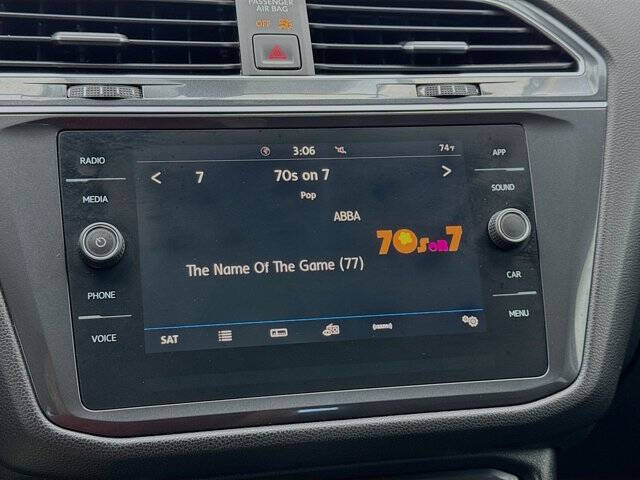 PASSENGER
AIR BAG
OFF
RADIO
MEDIA
PHONE
VOICE
3:06
74°F
< 7 70s on 7 >
Pop
ABBA
70s on 7
The Name Of The Game (77)
SAT
APP
SOUND
CAR
MENU